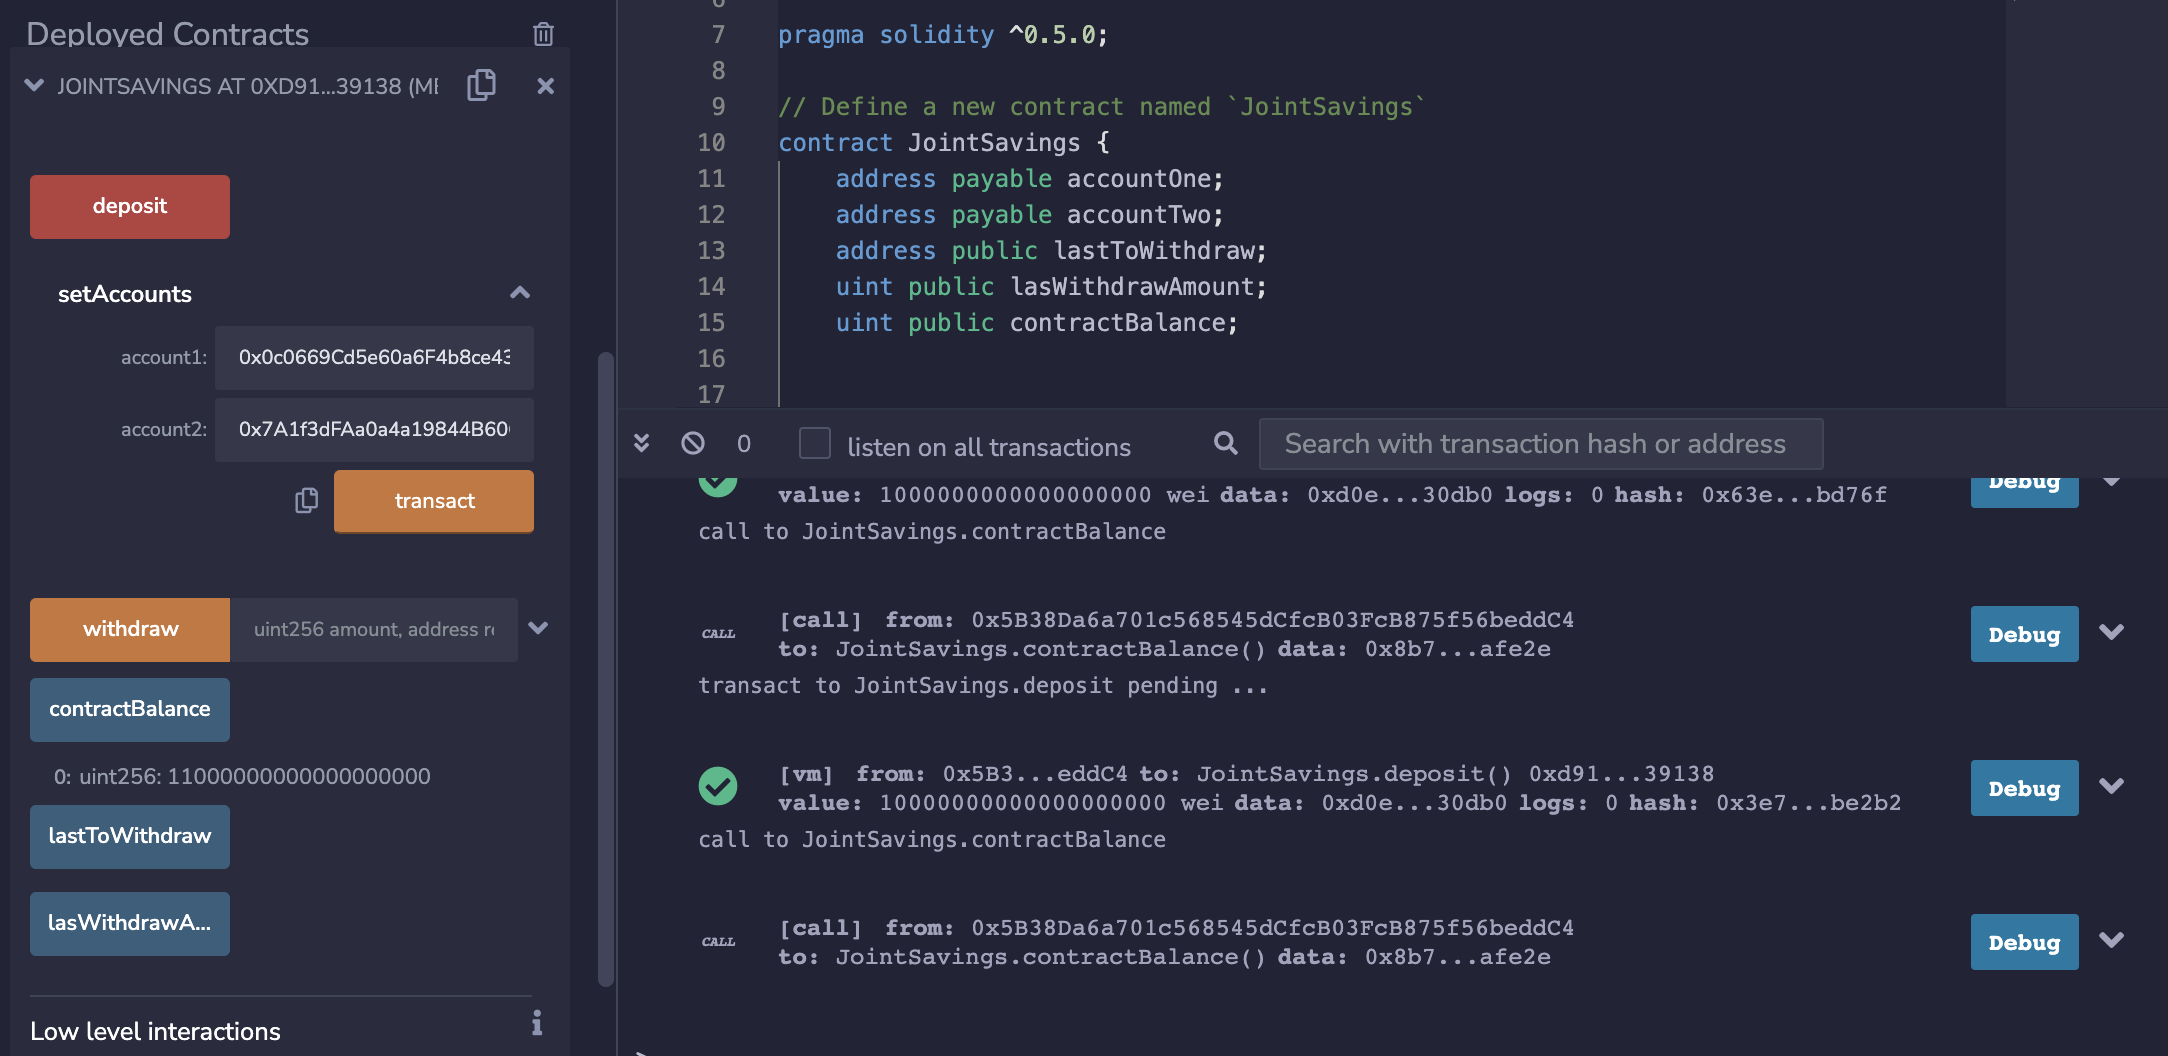 Deployed Contracts
JOINTSAVINGS AT 0XD91...39138 (ME
deposit
setAccounts
account1: 0x0c0669Cd5e60a6F4b8ce43
account2: 0x7A1f3dFAa0a4a19844B60
transact
withdraw uint256 amount, address re
contractBalance
0: uint256: 11000000000000000000
lastToWithdraw
lasWithdrawA...
Low level interactions
6
7 pragma solidity ^0.5.0;
8
9 // Define a new contract named `JointSavings`
10 contract JointSavings {
11 address payable accountOne;
12 address payable accountTwo;
13 address public lastToWithdraw;
14 uint public lasWithdrawAmount;
15 uint public contractBalance;
16
17
0 listen on all transactions Search with transaction hash or address
value: 1000000000000000000 wei data: 0xd0e...30db0 logs: 0 hash: 0x63e...bd76f Debug
call to JointSavings.contractBalance
CALL [call] from: 0x5B38Da6a701c568545dCfcB03FcB875f56beddC4
to: JointSavings.contractBalance() data: 0x8b7...afe2e Debug
transact to JointSavings.deposit pending ...
[vm] from: 0x5B3...eddC4 to: JointSavings.deposit() 0xd91...39138
value: 10000000000000000000 wei data: 0xd0e...30db0 logs: 0 hash: 0x3e7...be2b2 Debug
call to JointSavings.contractBalance
CALL [call] from: 0x5B38Da6a701c568545dCfcB03FcB875f56beddC4
to: JointSavings.contractBalance() data: 0x8b7...afe2e Debug